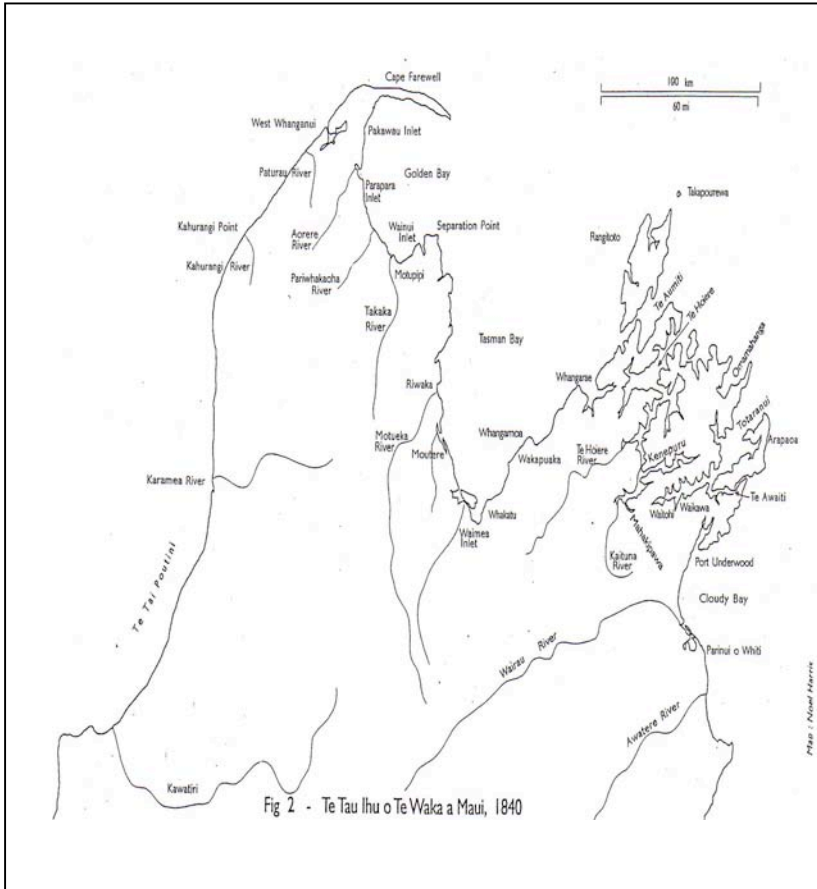 Cape Farewell
100 km
60 mi
West Whanganui
Pakawau Inlet
Paturau River
Golden Bay
Parapara
Inlet
Takapourewa
Kahurangi Point
Aorere
River
Wainui
Inlet
Separation Point
Rangitoto
Kahurangi River
Pariwhakaoha
River
Motupipi
Te Aumiti
Te Hoiere
Takaka
River
Tasman Bay
Omamahanga
Riwaka
Whangarae
Totaranui
Motueka
River
Moutere
Whangamoa
Wakapuaka
Te Hoiere
River
Kenepuru
Arapaoa
Karamea River
Te Awaiti
Whakatu
Waitohi
Waikawa
Waimea
Inlet
Mahakipawa
Kaituna
River
Port Underwood
Te Tai Poutini
Cloudy Bay
Wairau River
Parinui o Whiti
Awatere River
Map : Noel Harris
Kawatiri
Fig 2 - Te Tau Ihu o Te Waka a Maui, 1840